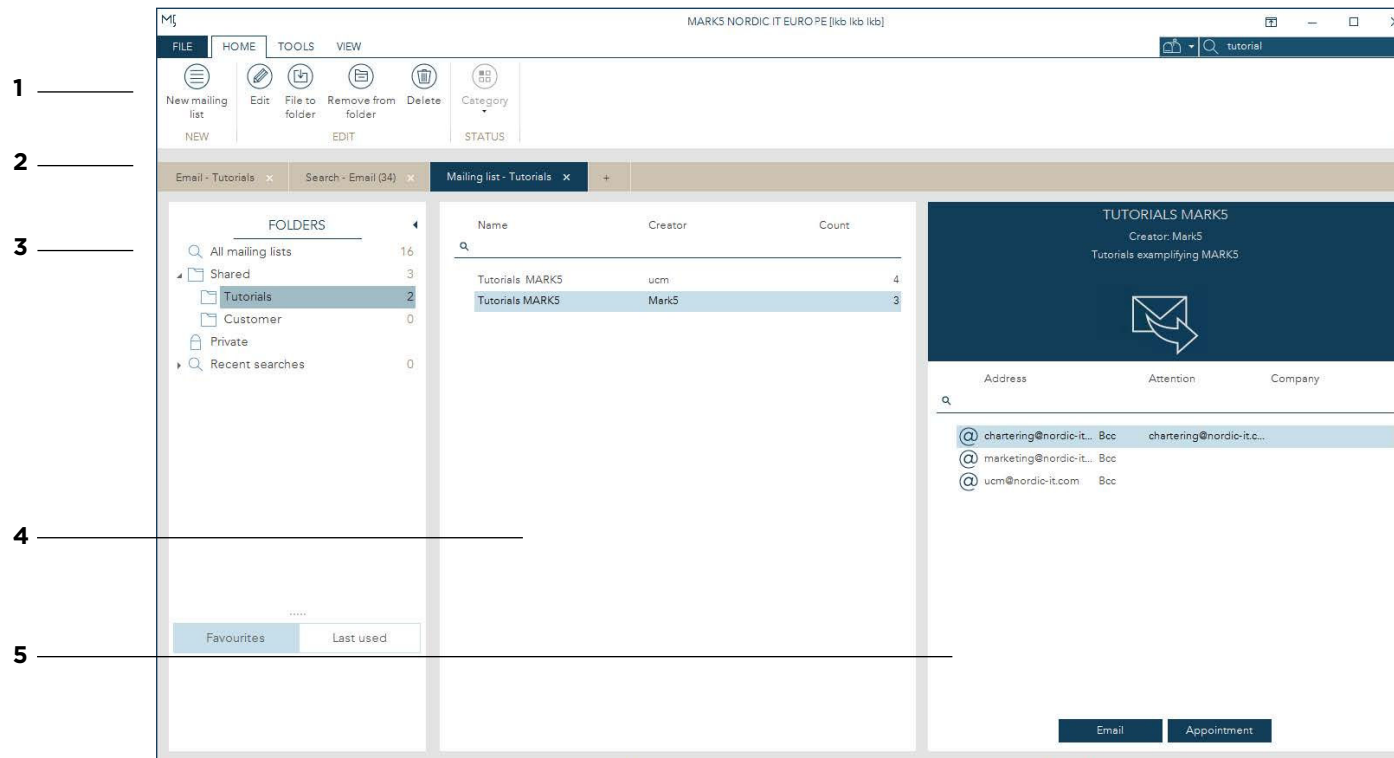 M5
MARK5 NORDIC IT EUROPE [lkb lkb lkb]
FILE HOME TOOLS VIEW
tutorial
1
New mailing list
Edit
File to folder
Remove from folder
Delete
Category
NEW EDIT STATUS
2
Email - Tutorials × Search - Email (34) × Mailing list - Tutorials × +
3
FOLDERS
All mailing lists 16
Shared 3
Tutorials 2
Customer 0
Private
Recent searches 0
.....
Favourites Last used
4
Name Creator Count
Tutorials MARK5 ucm 4
Tutorials MARK5 Mark5 3
5
TUTORIALS MARK5
Creator: Mark5
Tutorials examplifying MARK5
Address Attention Company
@ chartering@nordic-it... Bcc chartering@nordic-it.c...
@ marketing@nordic-it... Bcc
@ ucm@nordic-it.com Bcc
Email Appointment